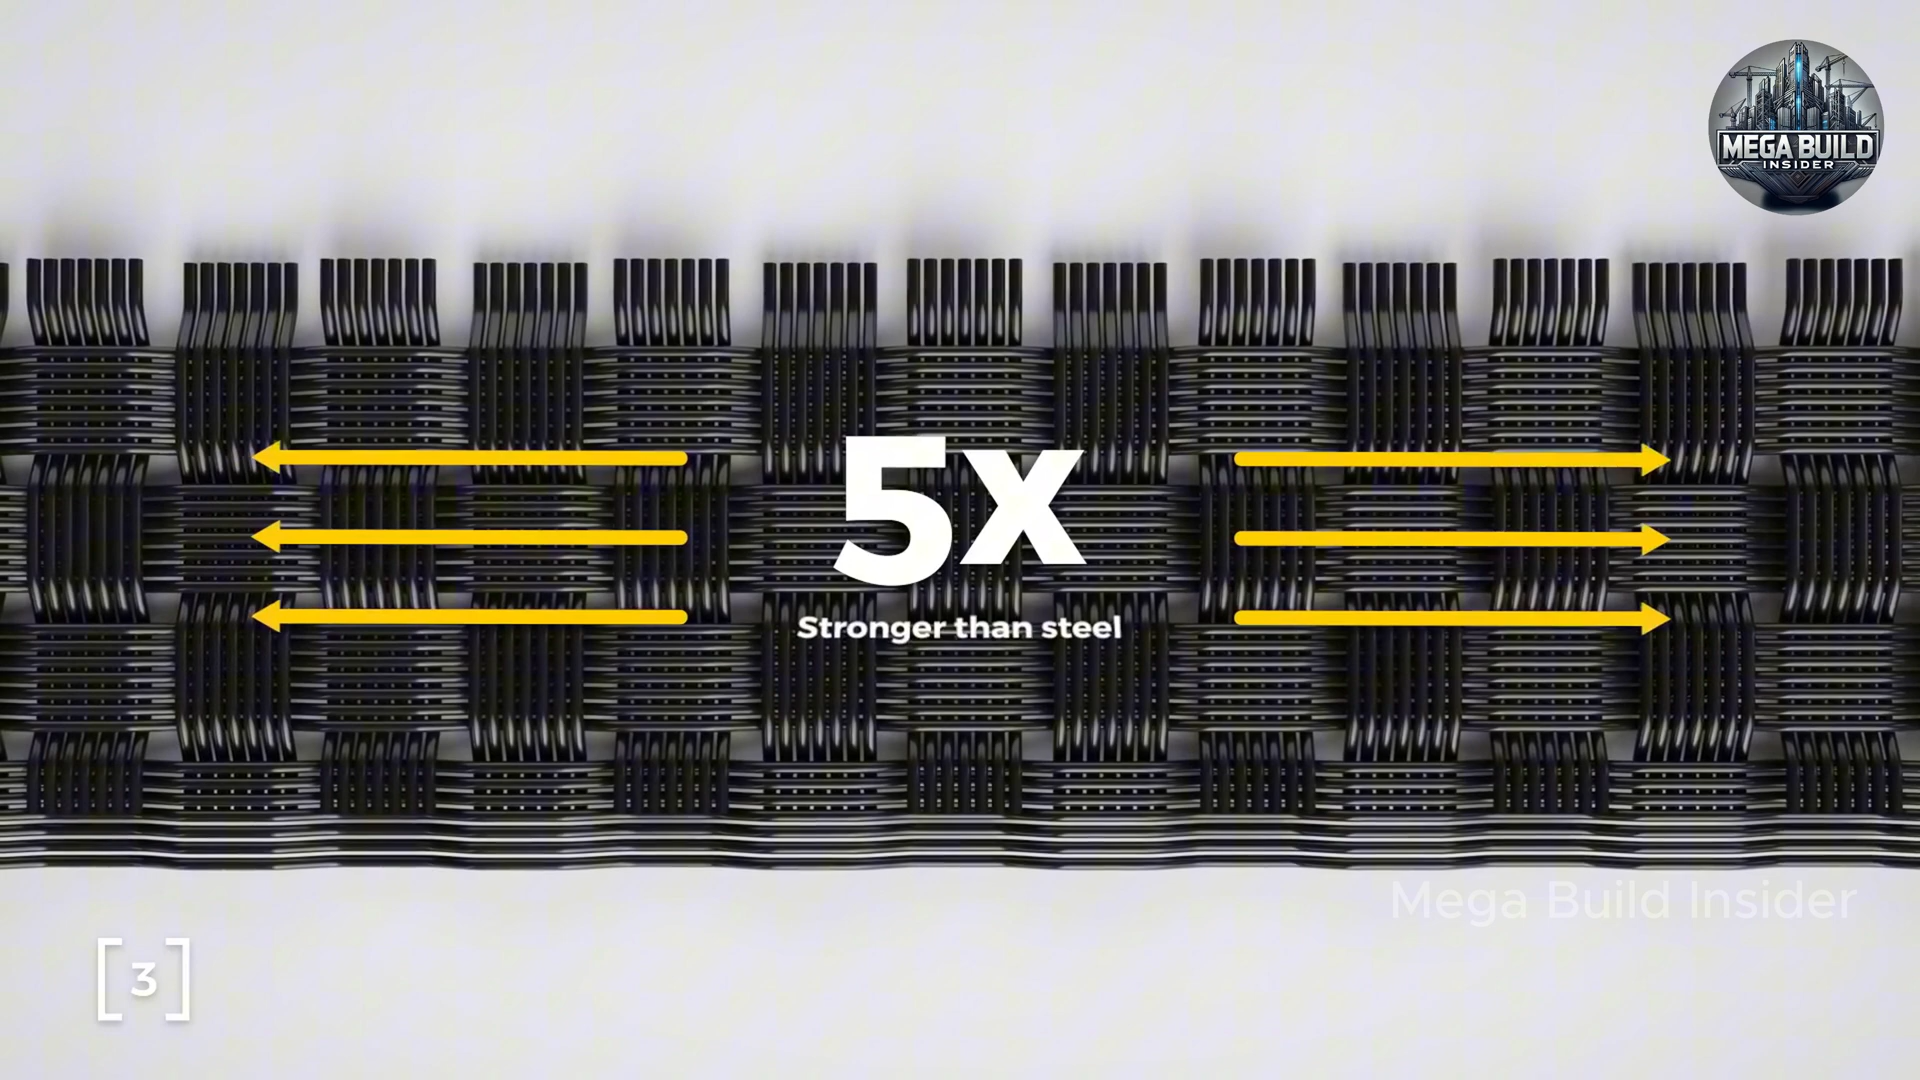 MEGA BUILD
INSIDER
5x
Stronger than steel
Mega Build Insider
[3]